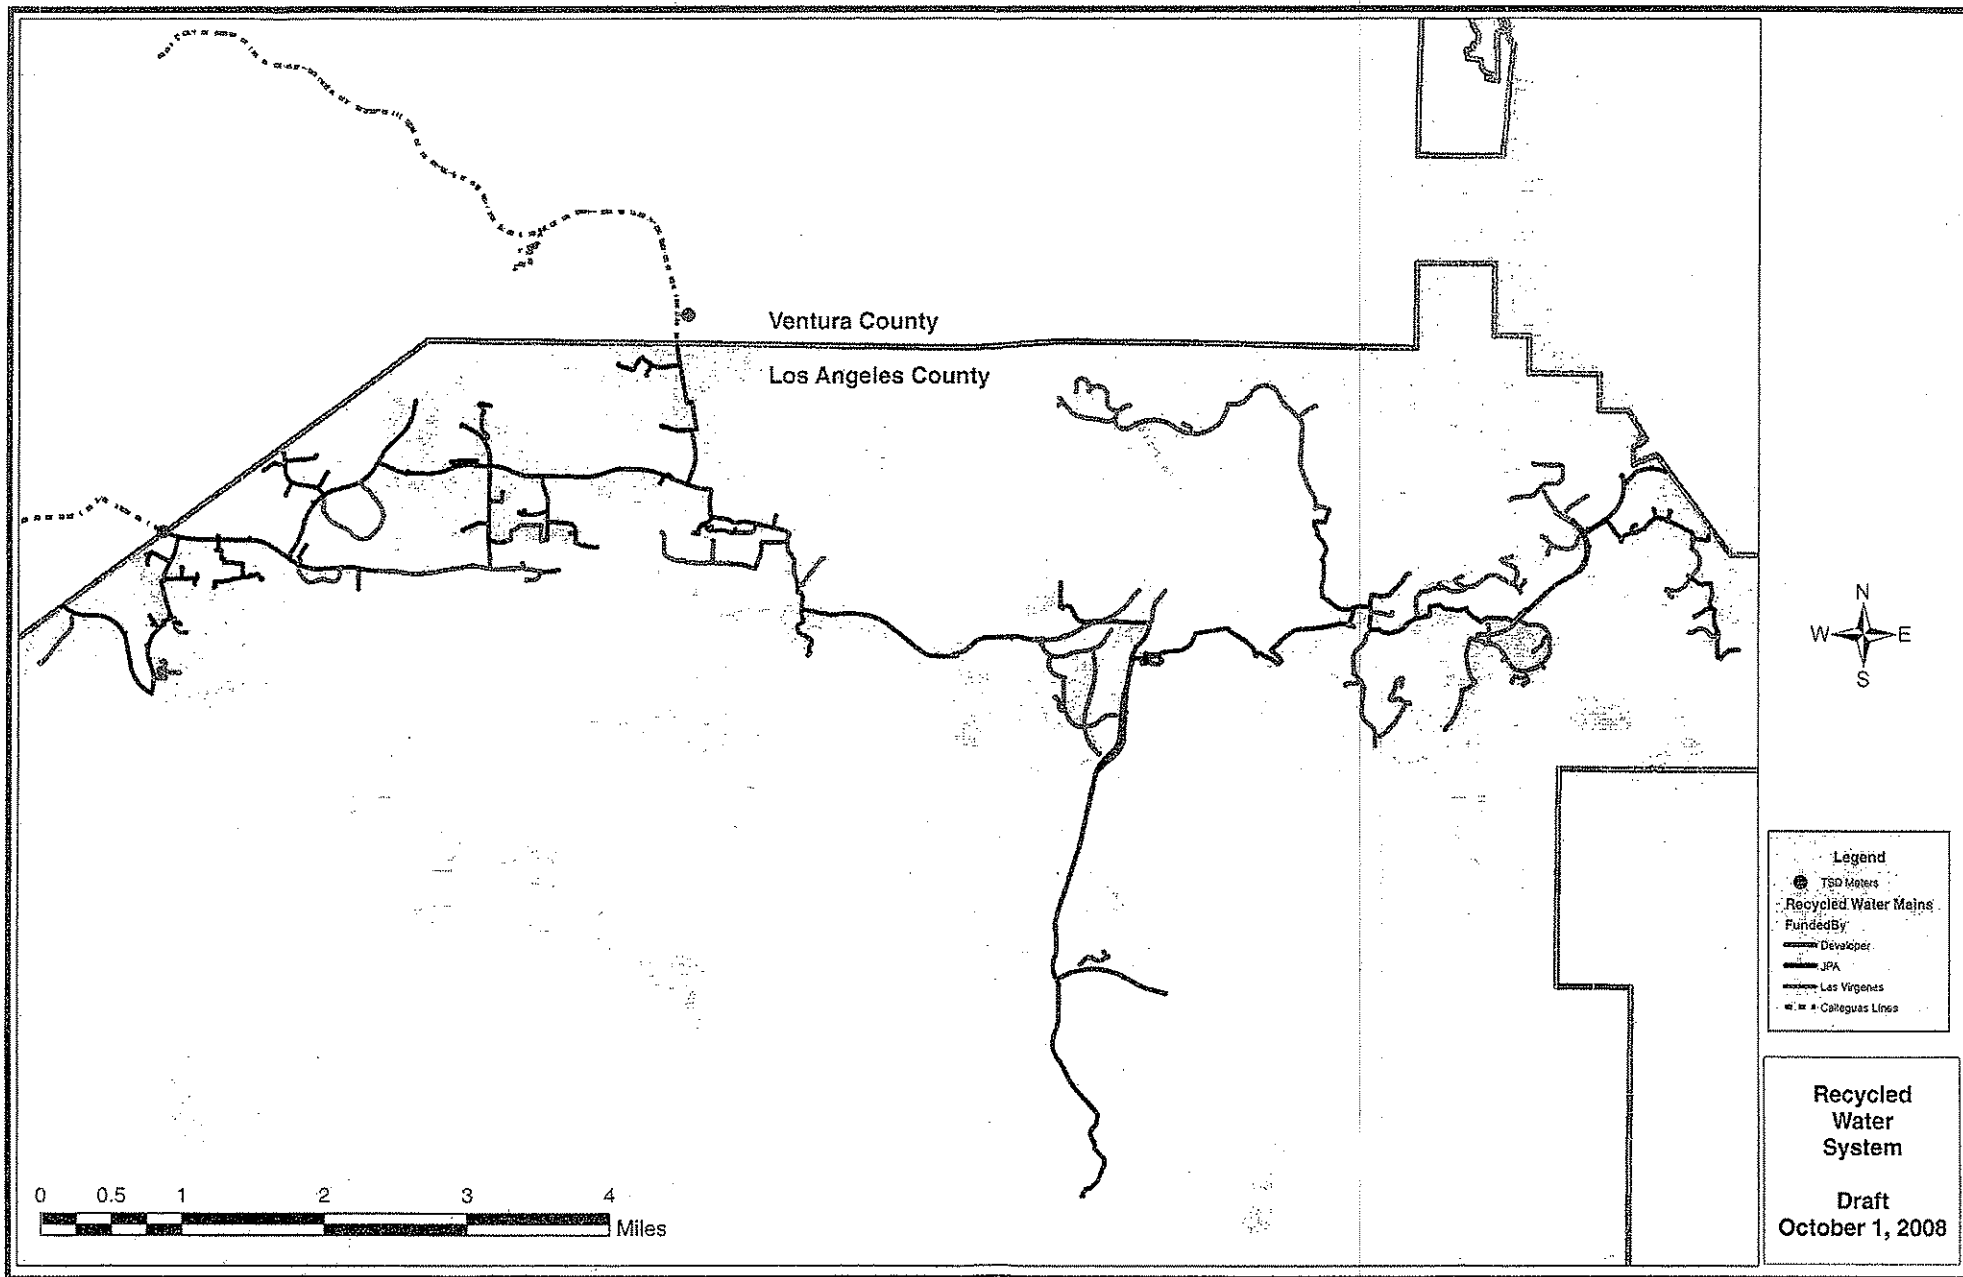 Ventura County
Los Angeles County
N
W E
S
Legend
TSD Meters
Recycled Water Mains
FundedBy
Developer
JPA
Las Virgenes
Calleguas Lines
Recycled
Water
System
Draft
October 1, 2008
0 0.5 1 2 3 4
Miles